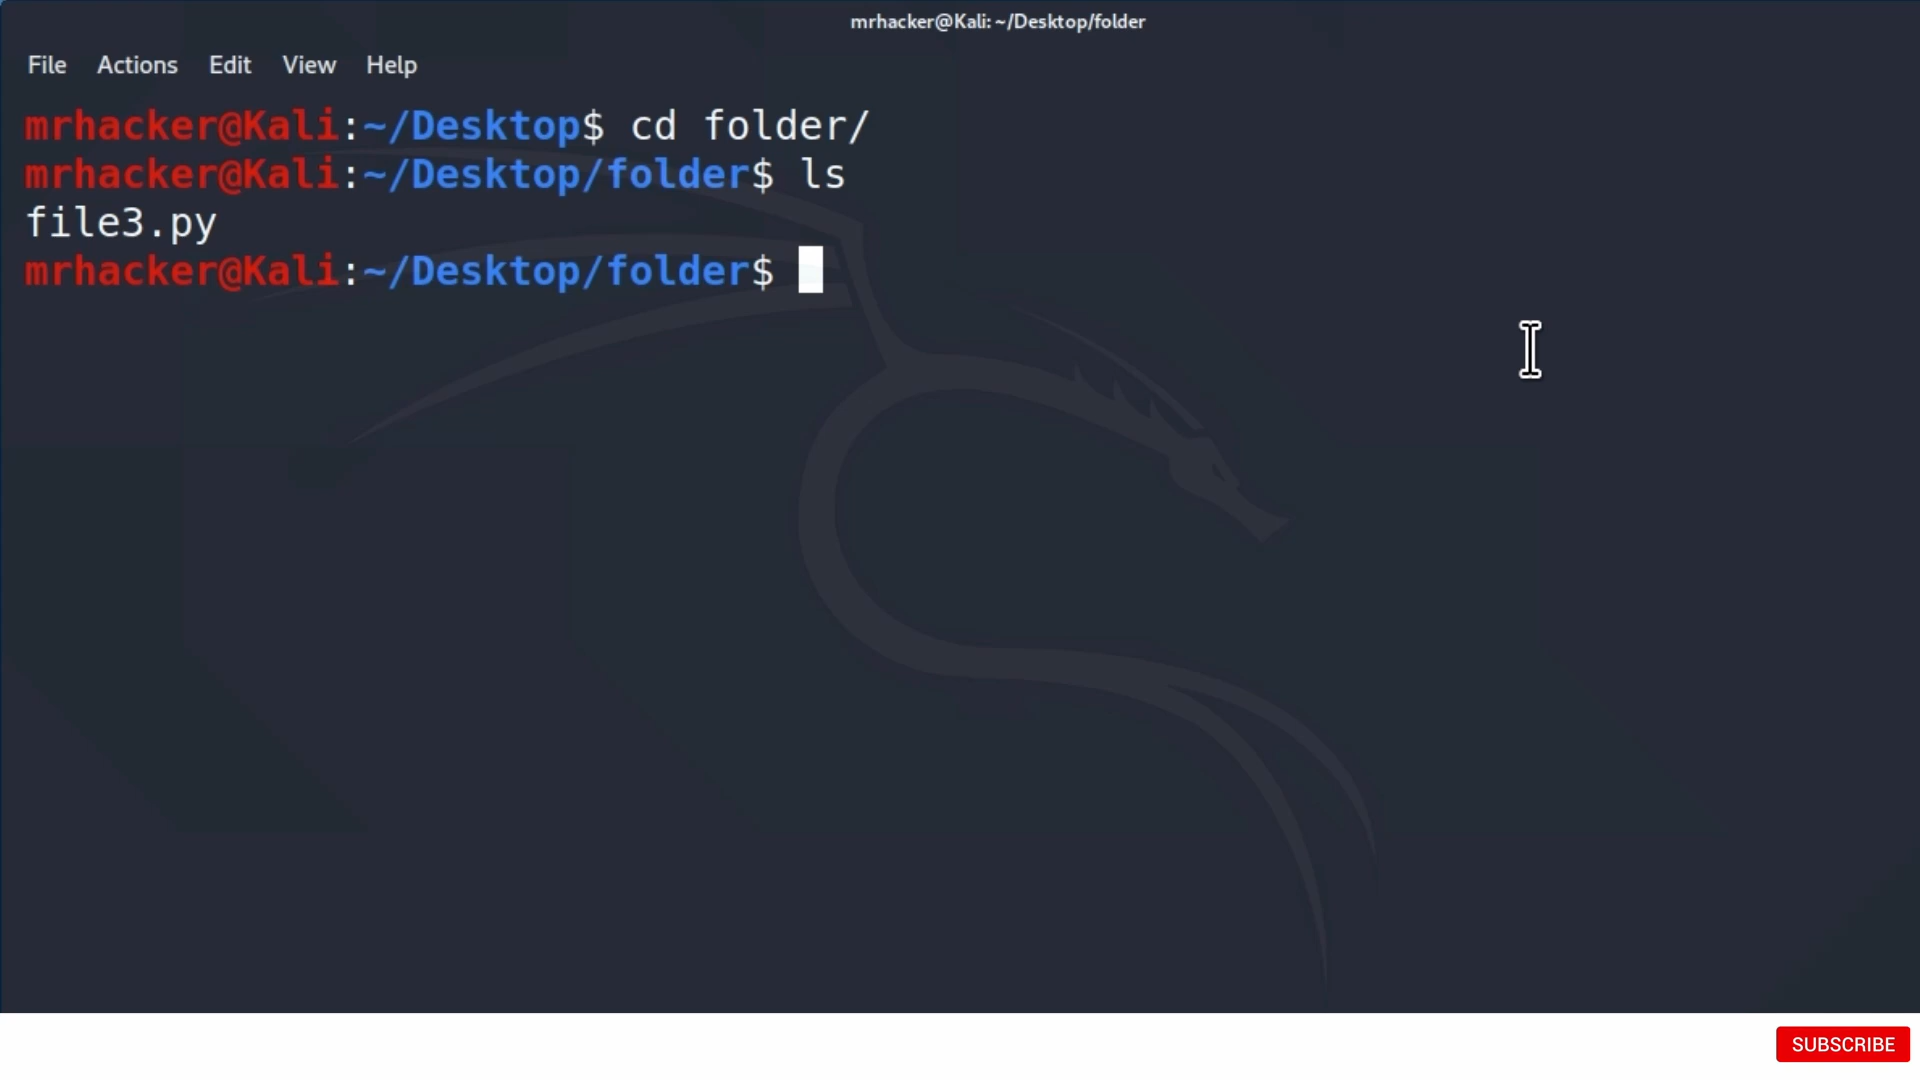 mrhacker@Kali: ~/Desktop/folder
File Actions Edit View Help
mrhacker@Kali:~/Desktop$ cd folder/
mrhacker@Kali:~/Desktop/folder$ ls
file3.py
mrhacker@Kali:~/Desktop/folder$
SUBSCRIBE